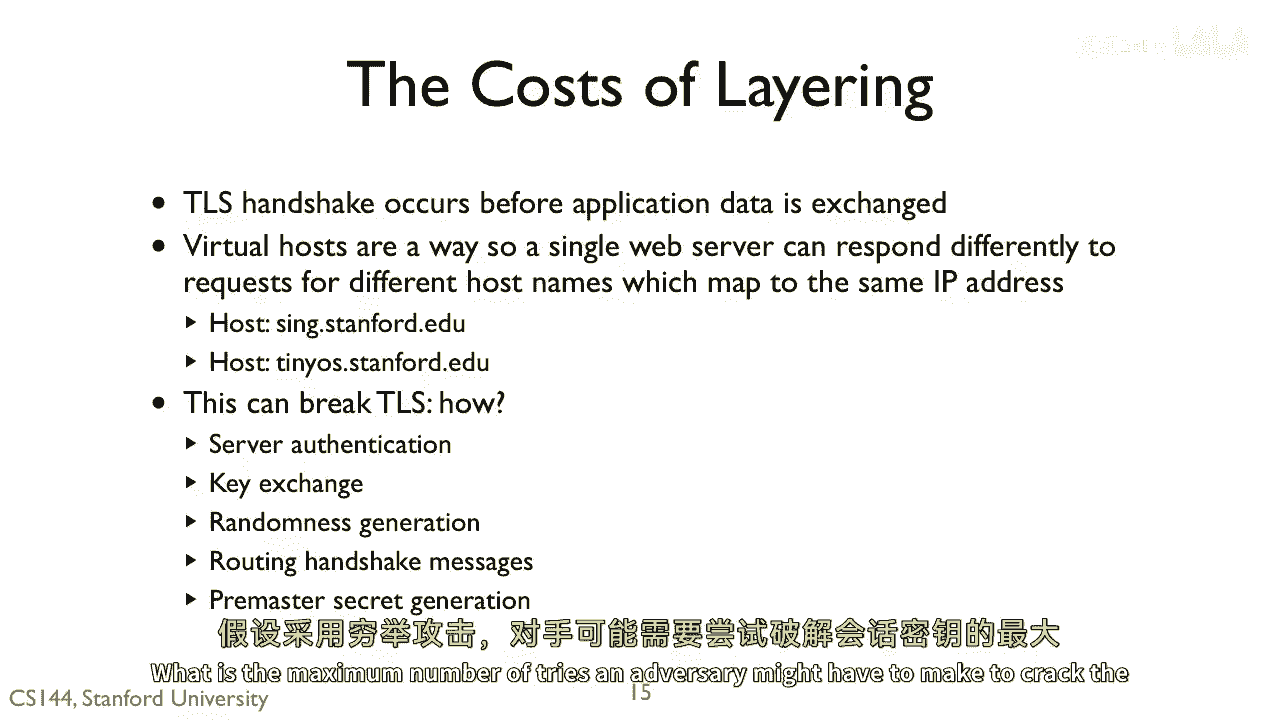 The Costs of Layering
• TLS handshake occurs before application data is exchanged
• Virtual hosts are a way so a single web server can respond differently to
requests for different host names which map to the same IP address
▸ Host: sing.stanford.edu
▸ Host: tinyos.stanford.edu
• This can break TLS: how?
▸ Server authentication
▸ Key exchange
▸ Randomness generation
▸ Routing handshake messages
▸ Premaster secret generation
假设采用穷举攻击，对手可能需要尝试破解会话密钥的最大
What is the maximum number of tries an adversary might have to make to crack the
CS144, Stanford University
15